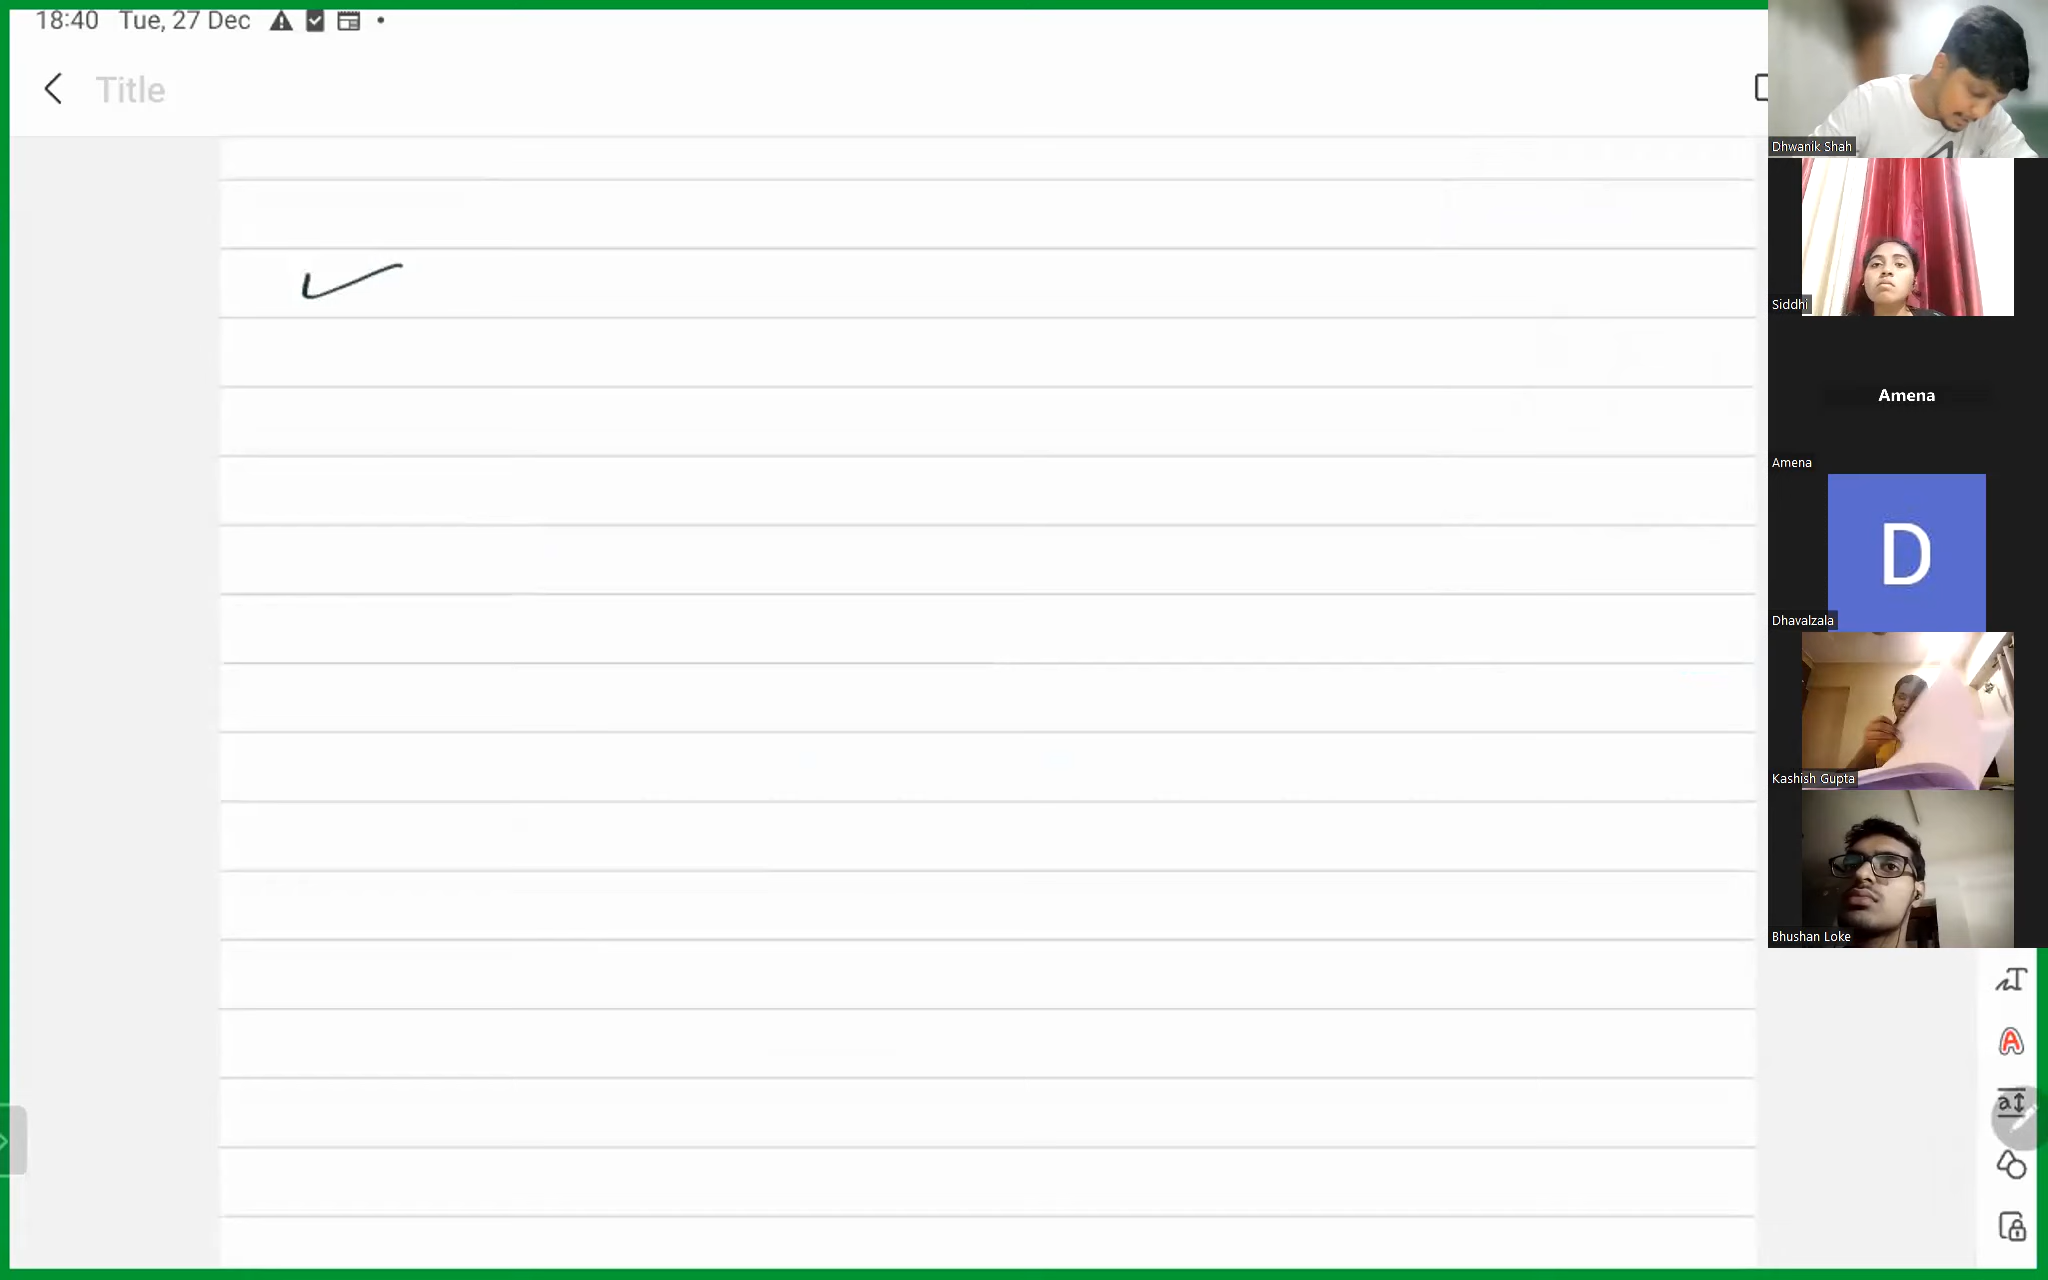 18:40 Tue, 27 Dec
Title
Dhwanik Shah
Siddhi
Amena
Amena
D
Dhavalzala
Kashish Gupta
Bhushan Loke
T
A
a